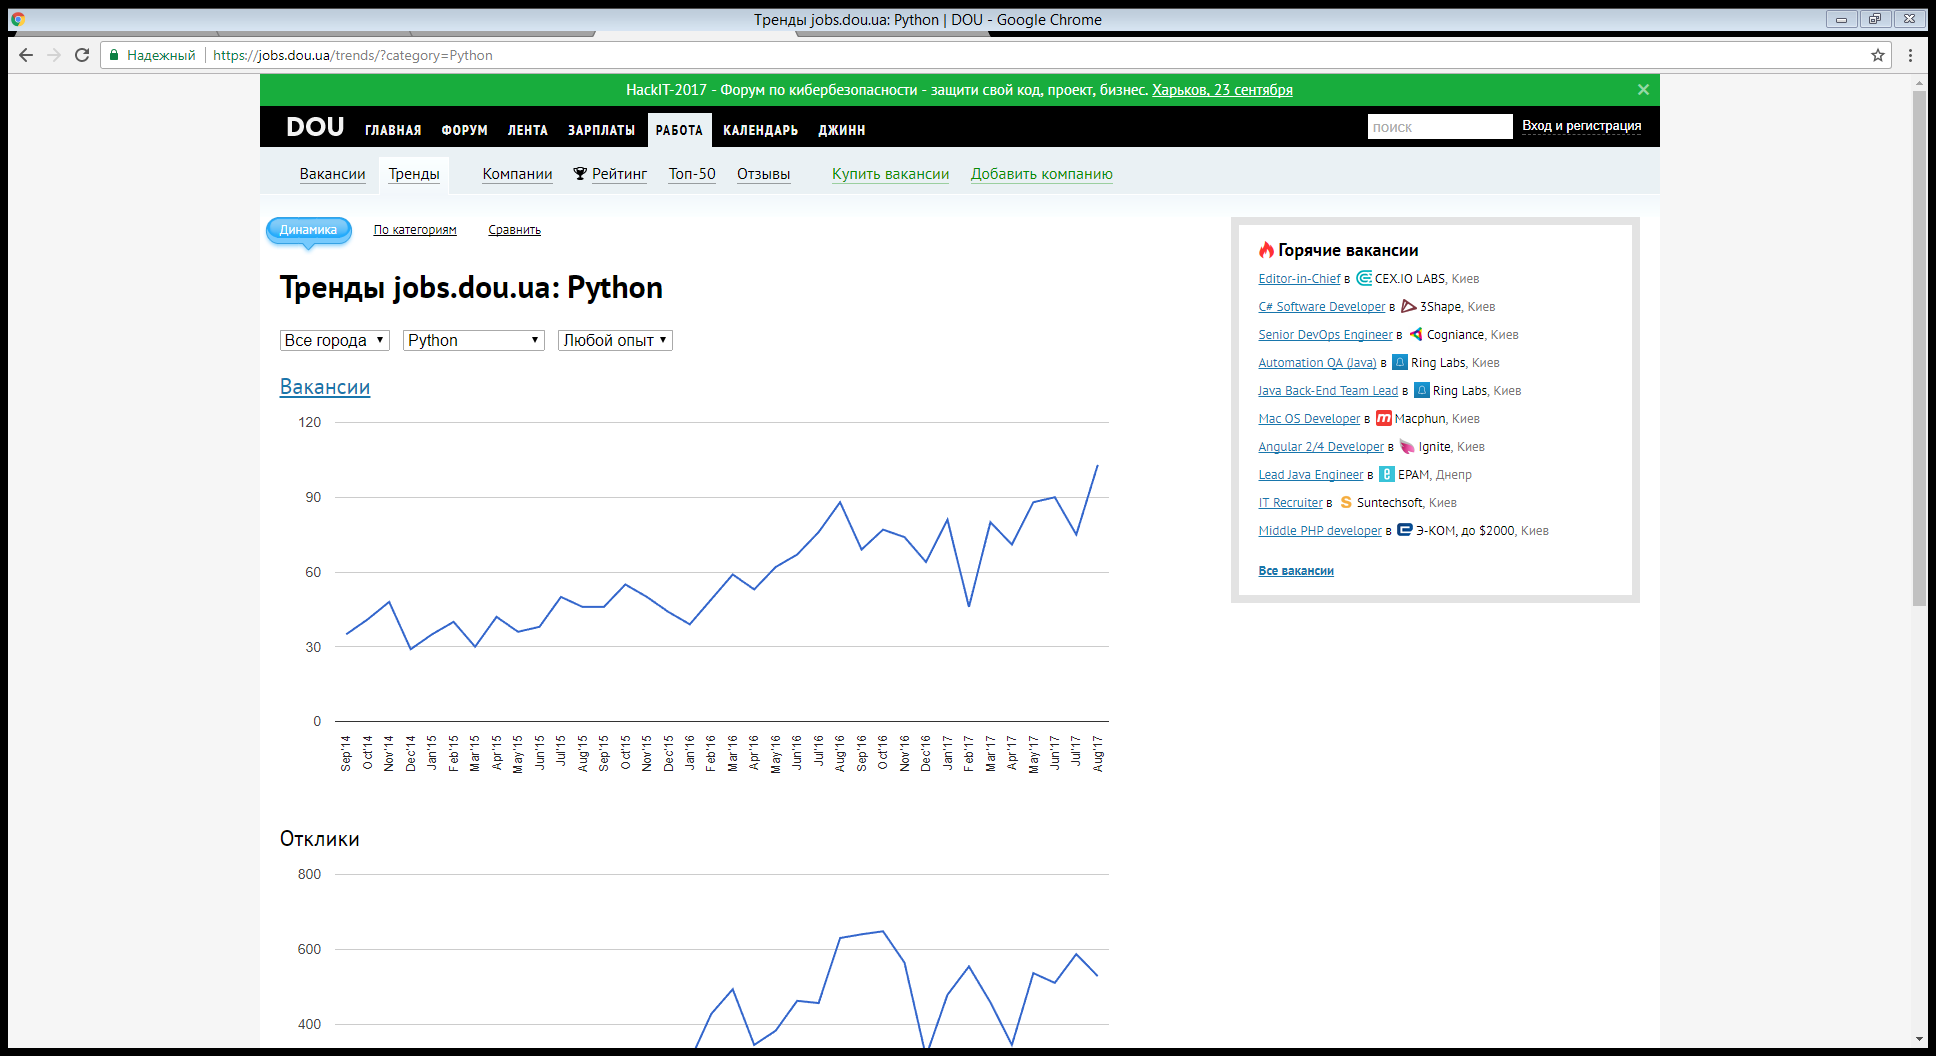 Тренды jobs.dou.ua: Python | DOU - Google Chrome
Надежный https://jobs.dou.ua/trends/?category=Python
HackIT-2017 - Форум по кибербезопасности - защити свой код, проект, бизнес. Харьков, 23 сентября
DOU ГЛАВНАЯ ФОРУМ ЛЕНТА ЗАРПЛАТЫ РАБОТА КАЛЕНДАРЬ ДЖИНН поиск Вход и регистрация
Вакансии Тренды Компании Рейтинг Топ-50 Отзывы Купить вакансии Добавить компанию
Динамика По категориям Сравнить
Тренды jobs.dou.ua: Python
Все города Python Любой опыт
Вакансии
120
90
60
30
0
Sep'14 Oct'14 Nov'14 Dec'14 Jan'15 Feb'15 Mar'15 Apr'15 May'15 Jun'15 Jul'15 Aug'15 Sep'15 Oct'15 Nov'15 Dec'15 Jan'16 Feb'16 Mar'16 Apr'16 May'16 Jun'16 Jul'16 Aug'16 Sep'16 Oct'16 Nov'16 Dec'16 Jan'17 Feb'17 Mar'17 Apr'17 May'17 Jun'17 Jul'17 Aug'17
Отклики
800
600
400
Горячие вакансии
Editor-in-Chief в CEX.IO LABS, Киев
C# Software Developer в 3Shape, Киев
Senior DevOps Engineer в Cogniance, Киев
Automation QA (Java) в Ring Labs, Киев
Java Back-End Team Lead в Ring Labs, Киев
Mac OS Developer в Macphun, Киев
Angular 2/4 Developer в Ignite, Киев
Lead Java Engineer в EPAM, Днепр
IT Recruiter в Suntechsoft, Киев
Middle PHP developer в Э-КОМ, до $2000, Киев
Все вакансии